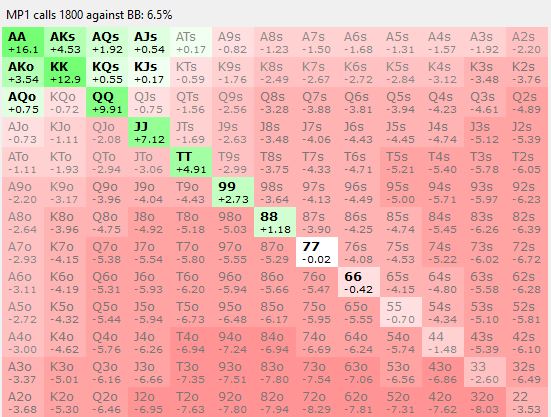 MP1 calls 1800 against BB: 6.5%
AA AKs AQs AJs ATs A9s A8s A7s A6s A5s A4s A3s A2s
+16.1 +4.53 +1.92 +0.54 +0.17 -0.82 -1.23 -1.50 -1.68 -1.31 -1.57 -1.92 -2.20
AKo KK KQs KJs KTs K9s K8s K7s K6s K5s K4s K3s K2s
+3.54 +12.9 +0.55 +0.17 -0.59 -1.76 -2.49 -2.67 -2.72 -2.84 -3.12 -3.48 -3.76
AQo KQo QQ QJs QTs Q9s Q8s Q7s Q6s Q5s Q4s Q3s Q2s
+0.75 -0.72 +9.91 -0.75 -1.56 -2.56 -3.28 -3.88 -3.81 -3.94 -4.23 -4.61 -4.89
AJo KJo QJo JJ JTs J9s J8s J7s J6s J5s J4s J3s J2s
-0.73 -1.11 -2.08 +7.12 -1.69 -2.63 -3.48 -4.06 -4.43 -4.45 -4.74 -5.12 -5.39
ATo KTo QTo JTo TT T9s T8s T7s T6s T5s T4s T3s T2s
-1.11 -1.93 -2.94 -3.06 +4.91 -2.99 -3.75 -4.33 -4.71 -5.21 -5.40 -5.78 -6.05
A9o K9o Q9o J9o T9o 99 98s 97s 96s 95s 94s 93s 92s
-2.20 -3.17 -3.96 -4.04 -4.43 +2.73 -3.64 -4.13 -4.49 -5.00 -5.71 -5.97 -6.23
A8o K8o Q8o J8o T8o 98o 88 87s 86s 85s 84s 83s 82s
-2.64 -3.96 -4.75 -4.92 -5.18 -5.03 +1.18 -3.90 -4.25 -4.74 -5.45 -6.26 -6.39
A7o K7o Q7o J7o T7o 97o 87o 77 76s 75s 74s 73s 72s
-2.93 -4.15 -5.38 -5.54 -5.80 -5.55 -5.29 -0.02 -4.08 -4.53 -5.22 -6.02 -6.72
A6o K6o Q6o J6o T6o 96o 86o 76o 66 65s 64s 63s 62s
-3.11 -4.19 -5.31 -5.93 -6.20 -5.94 -5.66 -5.47 -0.42 -4.15 -4.80 -5.58 -6.28
A5o K5o Q5o J5o T5o 95o 85o 75o 65o 55 54s 53s 52s
-2.72 -4.32 -5.44 -5.94 -6.73 -6.48 -6.17 -5.95 -5.55 -0.70 -4.34 -5.10 -5.81
A4o K4o Q4o J4o T4o 94o 84o 74o 64o 54o 44 43s 42s
-3.00 -4.62 -5.76 -6.26 -6.94 -7.24 -6.94 -6.69 -6.24 -5.74 -1.48 -5.39 -6.10
A3o K3o Q3o J3o T3o 93o 83o 73o 63o 53o 43o 33 32s
-3.37 -5.01 -6.16 -6.66 -7.35 -7.51 -7.80 -7.54 -7.06 -6.56 -6.86 -2.60 -6.49
A2o K2o Q2o J2o T2o 92o 82o 72o 62o 52o 42o 32o 22
-3.68 -5.30 -6.46 -6.95 -7.63 -7.80 -7.94 -8.29 -7.81 -7.31 -7.62 -8.03 -3.53